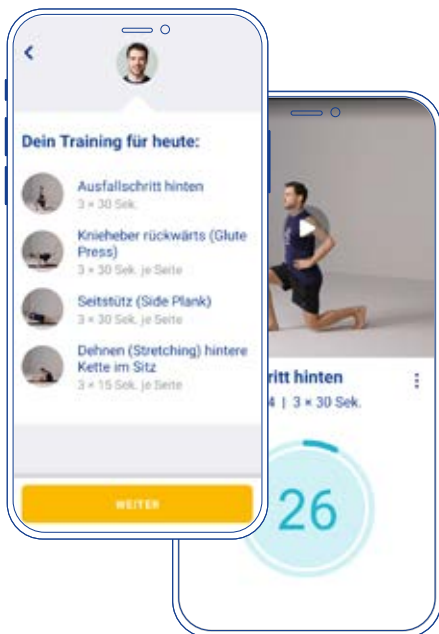 Dein Training für heute:
Ausfallschritt hinten
3 × 30 Sek.
Knieheber rückwärts (Glute
Press)
3 × 30 Sek. je Seite
Seitstütz (Side Plank)
3 × 30 Sek. je Seite
Dehnen (Stretching) hintere
Kette im Sitz
3 × 15 Sek. je Seite
WEITER
ritt hinten
4 | 3 × 30 Sek.
26